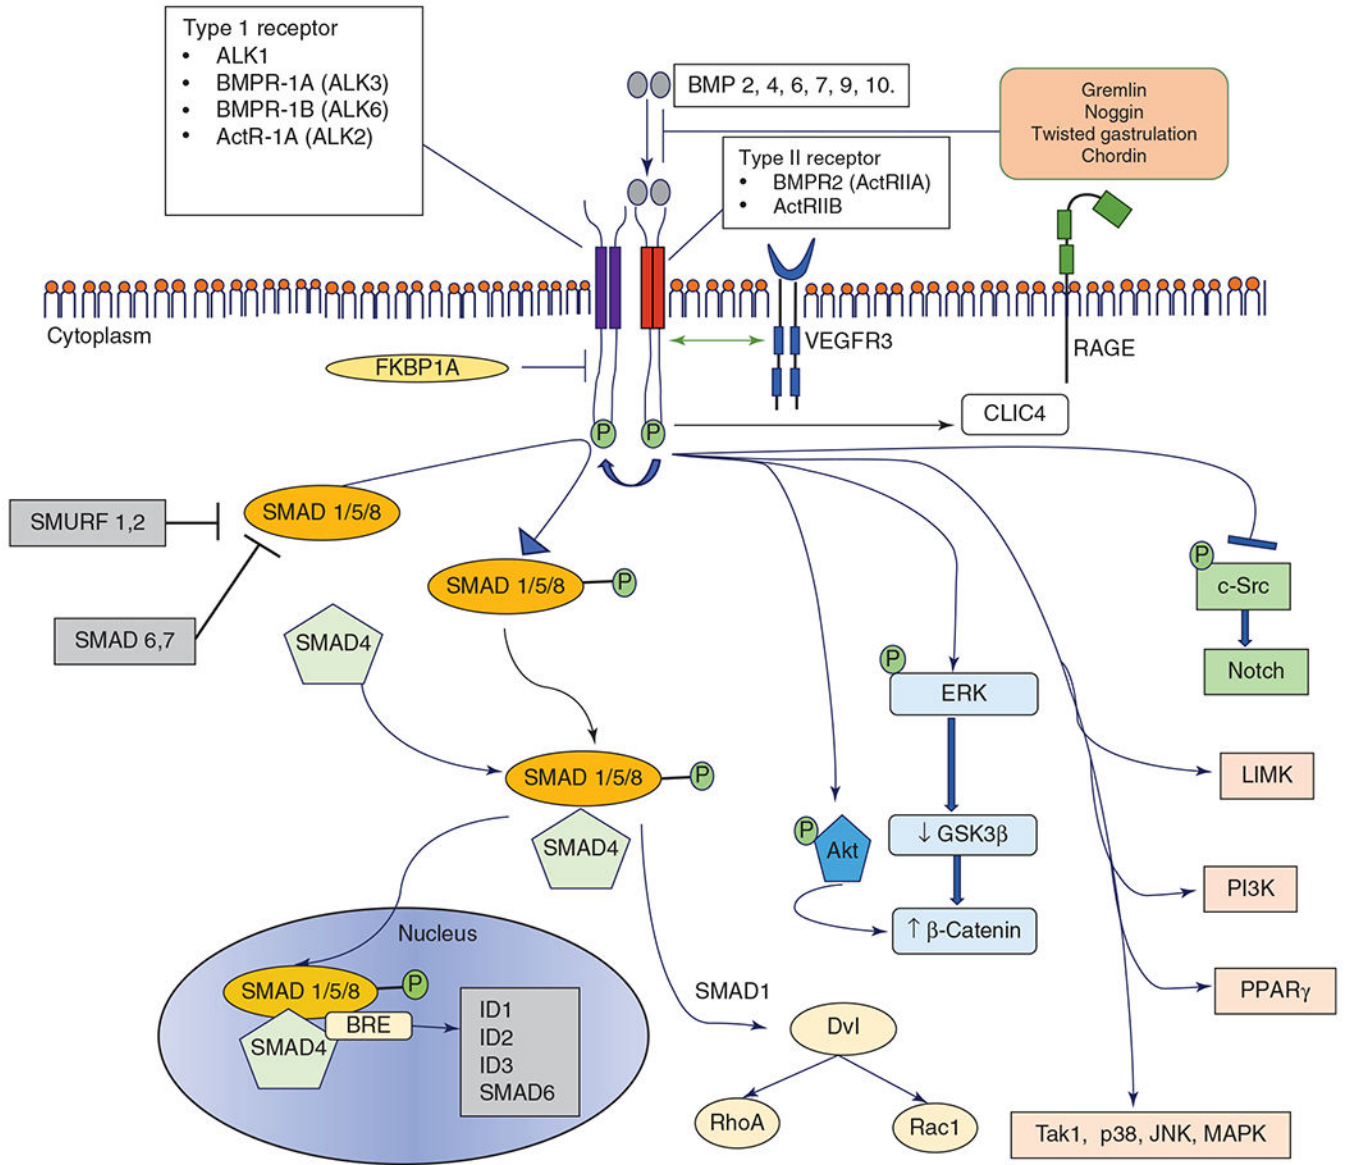 Type 1 receptor
• ALK1
• BMPR-1A (ALK3)
• BMPR-1B (ALK6)
• ActR-1A (ALK2)
BMP 2, 4, 6, 7, 9, 10.
Gremlin
Noggin
Twisted gastrulation
Chordin
Type II receptor
• BMPR2 (ActRIIA)
• ActRIIB
Cytoplasm
VEGFR3
RAGE
FKBP1A
CLIC4
P
P
SMURF 1,2
SMAD 1/5/8
SMAD 1/5/8
P
P
c-Src
SMAD 6,7
SMAD4
Notch
P
ERK
SMAD 1/5/8
P
LIMK
SMAD4
P
Akt
↓ GSK3β
PI3K
Nucleus
↑ β-Catenin
SMAD 1/5/8
P
SMAD4
BRE
ID1
ID2
ID3
SMAD6
SMAD1
PPARγ
Dvl
RhoA
Rac1
Tak1, p38, JNK, MAPK